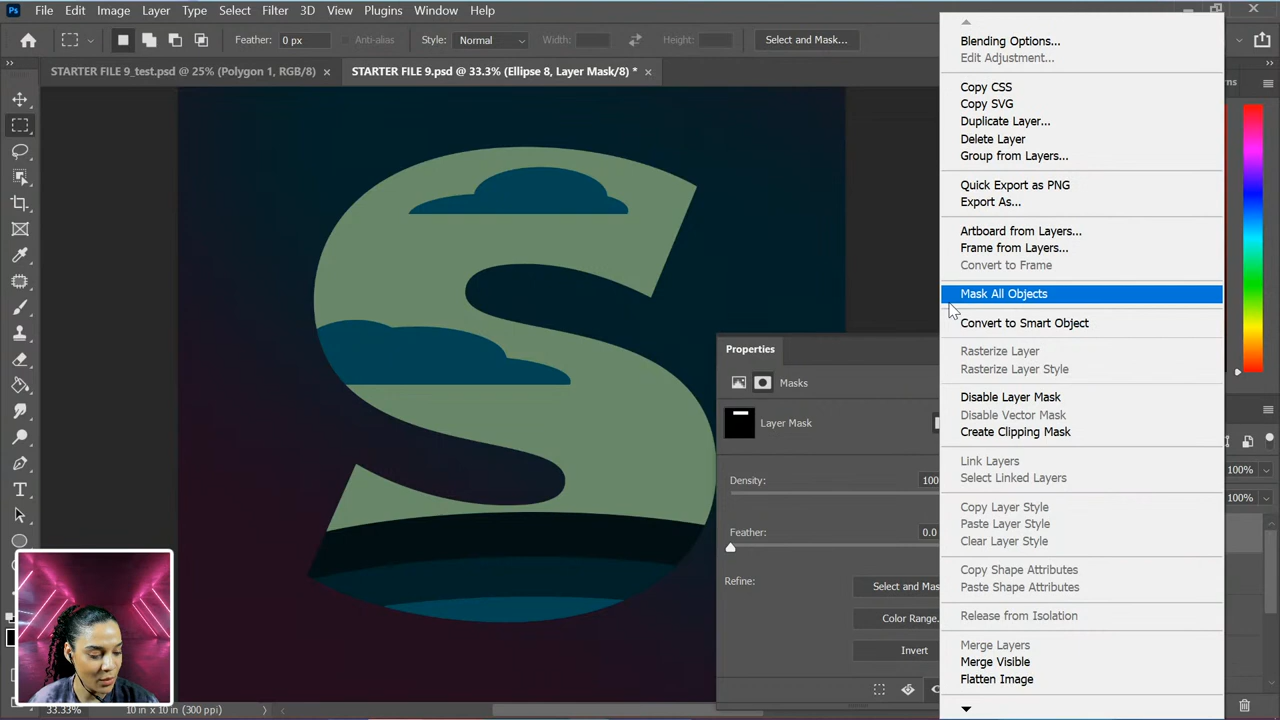 Ps File Edit Image Layer Type Select Filter 3D View Plugins Window Help
Feather: 0 px Anti-alias Style: Normal Width: Height: Select and Mask...
STARTER FILE 9_test.psd @ 25% (Polygon 1, RGB/8) × STARTER FILE 9.psd @ 33.3% (Ellipse 8, Layer Mask/8) * ×
Blending Options...
Edit Adjustment...
Copy CSS
Copy SVG
Duplicate Layer...
Delete Layer
Group from Layers...
Quick Export as PNG
Export As...
Artboard from Layers...
Frame from Layers...
Convert to Frame
Mask All Objects
Convert to Smart Object
Rasterize Layer
Rasterize Layer Style
Disable Layer Mask
Disable Vector Mask
Create Clipping Mask
Link Layers
Select Linked Layers
Copy Layer Style
Paste Layer Style
Clear Layer Style
Copy Shape Attributes
Paste Shape Attributes
Release from Isolation
Merge Layers
Merge Visible
Flatten Image
S
Properties
Masks
Layer Mask
Density: 100
Feather: 0.0
Refine: Select and Mas
Color Range.
Invert
100%
100%
33.33% 10 in x 10 in (300 ppi)